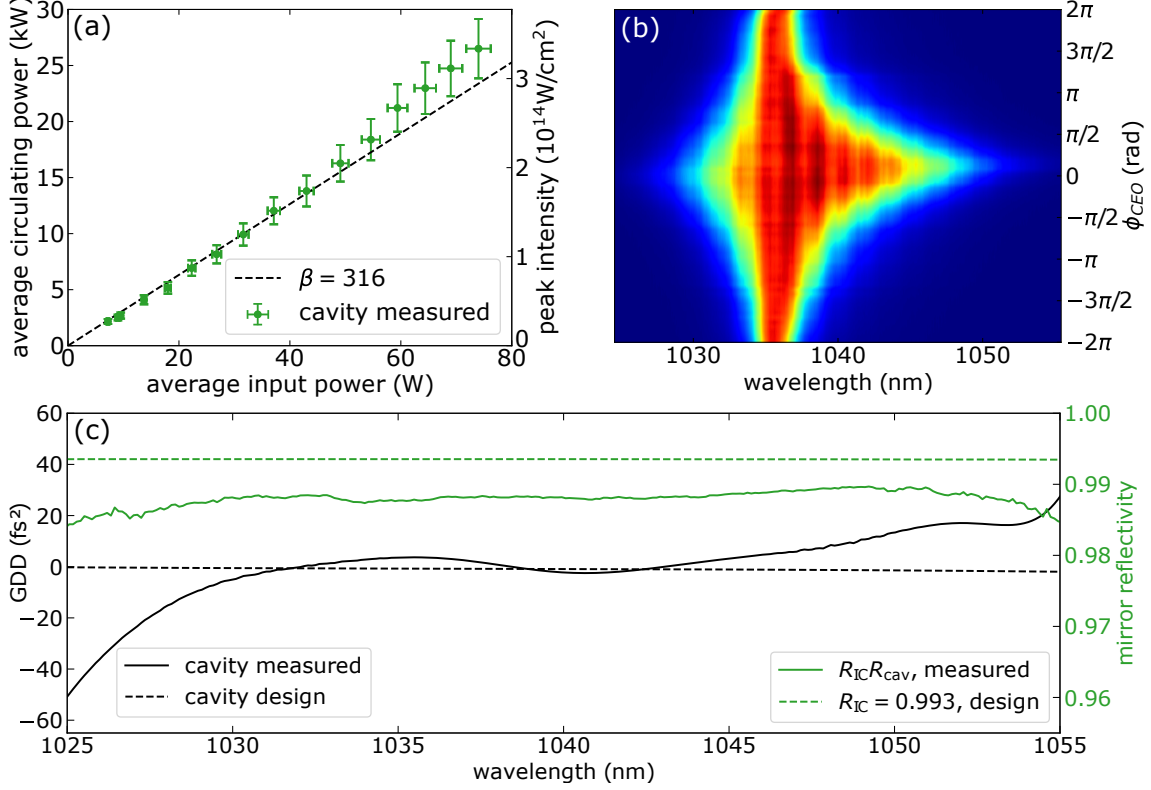 (a)
average circulating power (kW)
30
25
20
15
10
5
0
0 20 40 60 80
average input power (W)
β = 316
cavity measured
3
2
1
0
peak intensity (10¹⁴W/cm²)
(b)
2π
3π/2
π
π/2
0
−π/2
−π
−3π/2
−2π
ϕCEO (rad)
1030 1040 1050
wavelength (nm)
(c)
GDD (fs²)
60
40
20
0
−20
−40
−60
cavity measured
cavity design
R_IC R_cav, measured
R_IC = 0.993, design
1.00
0.99
0.98
0.97
0.96
mirror reflectivity
1025 1030 1035 1040 1045 1050 1055
wavelength (nm)